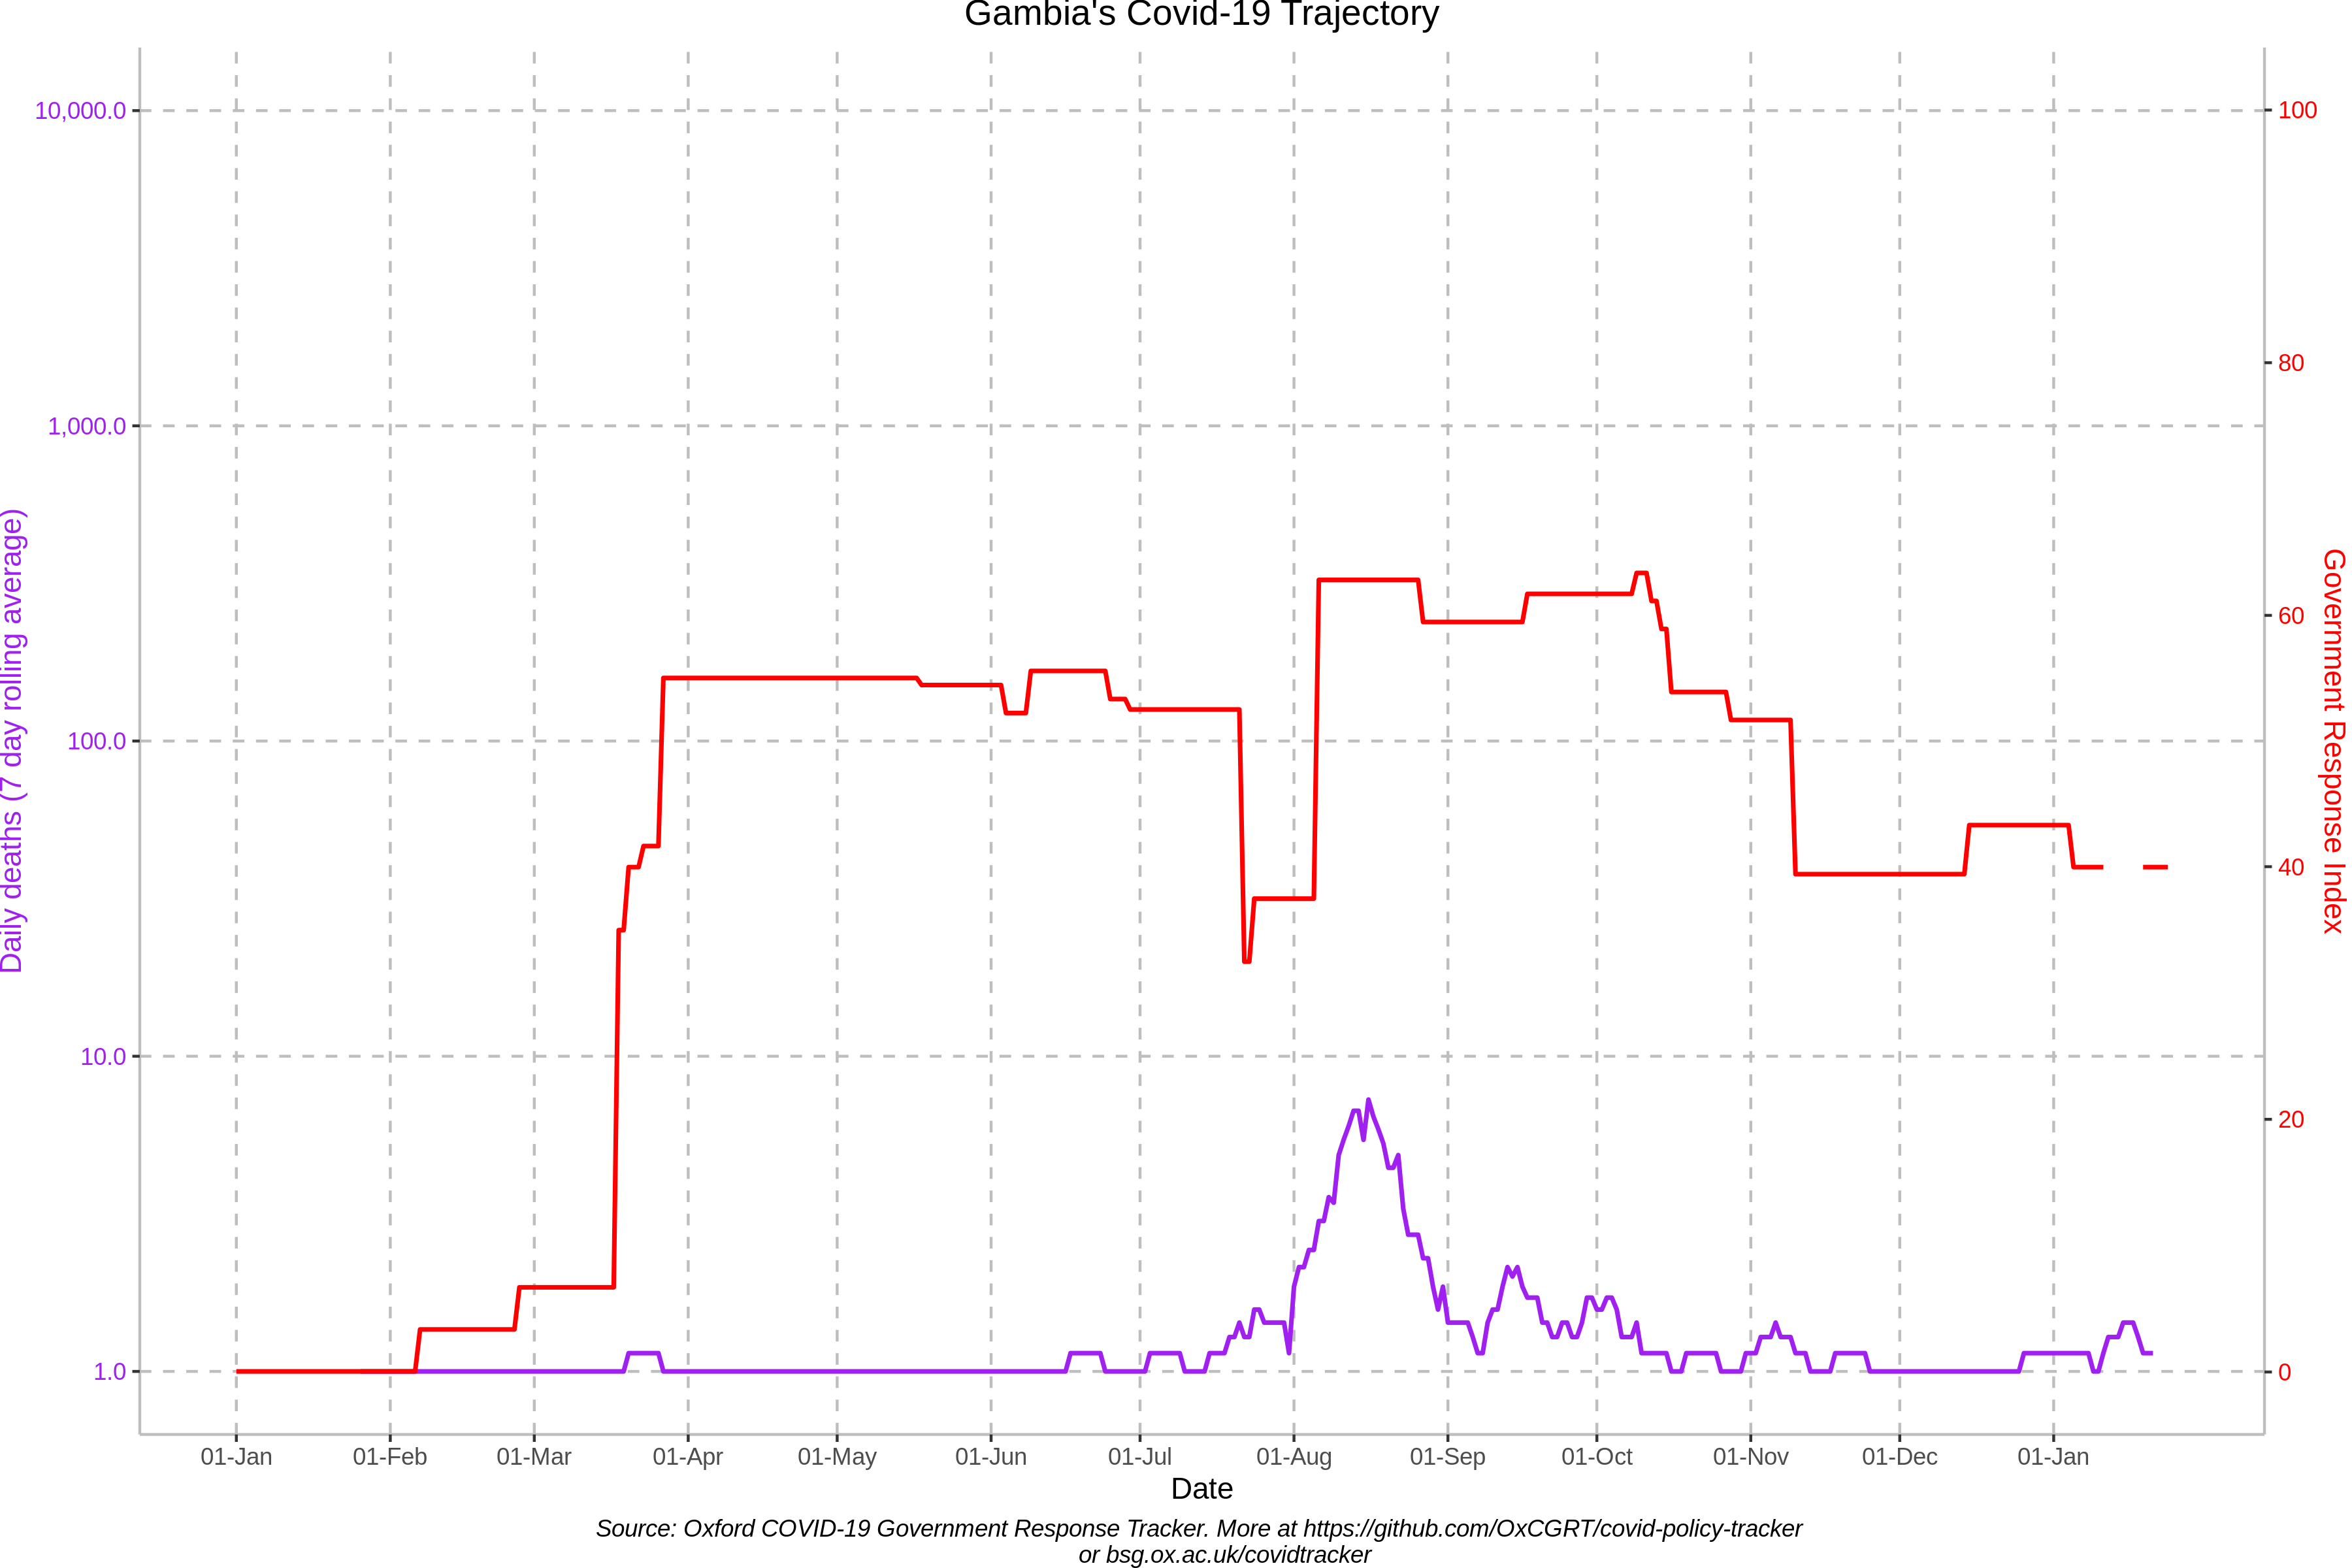 Gambia's Covid-19 Trajectory
10,000.0
1,000.0
100.0
10.0
1.0
Daily deaths (7 day rolling average)
100
80
60
40
20
0
Government Response Index
01-Jan 01-Feb 01-Mar 01-Apr 01-May 01-Jun 01-Jul 01-Aug 01-Sep 01-Oct 01-Nov 01-Dec 01-Jan
Date
Source: Oxford COVID-19 Government Response Tracker. More at https://github.com/OxCGRT/covid-policy-tracker
or bsg.ox.ac.uk/covidtracker